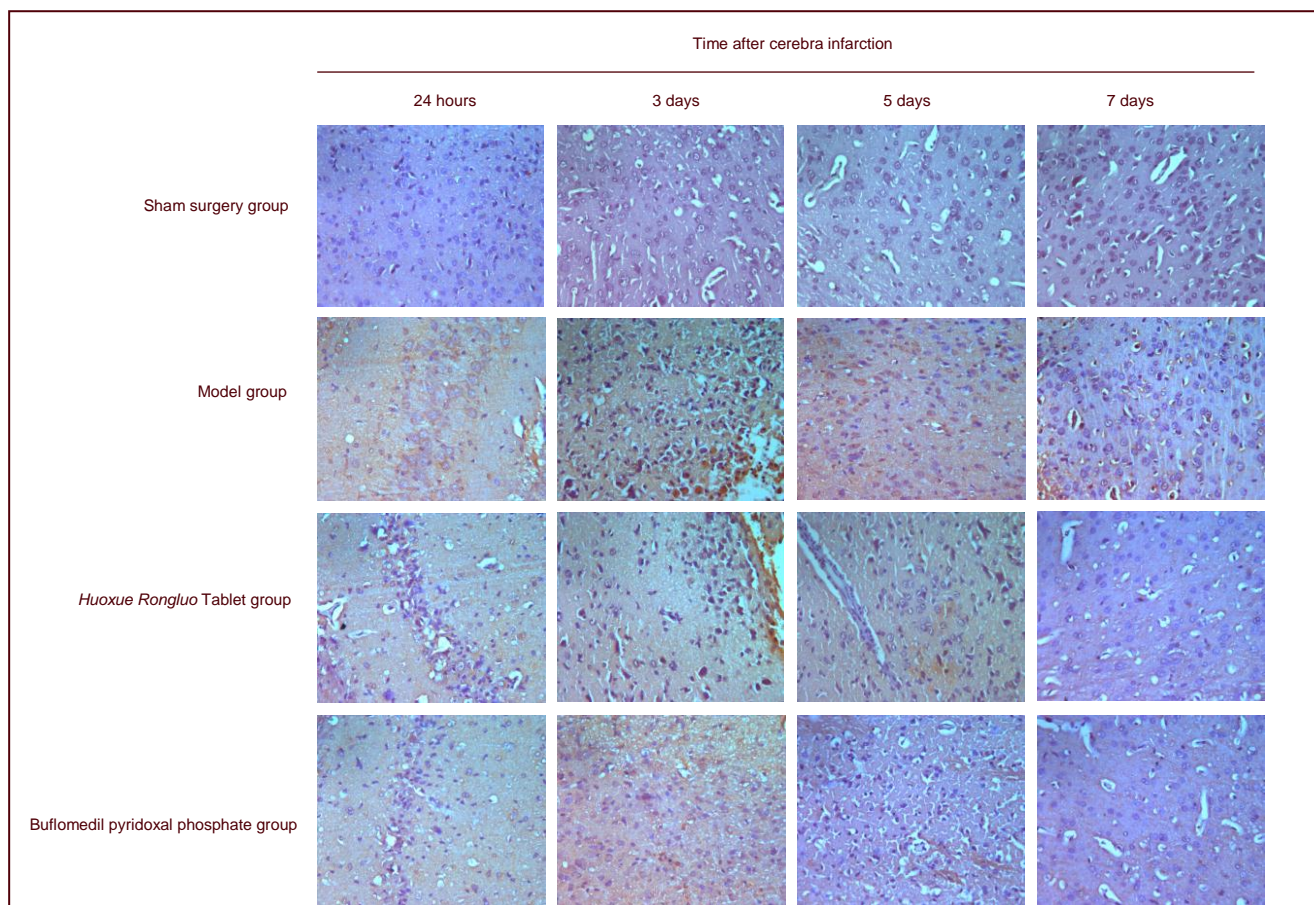 Time after cerebra infarction
24 hours
3 days
5 days
7 days
Sham surgery group
Model group
Huoxue Rongluo Tablet group
Buflomedil pyridoxal phosphate group